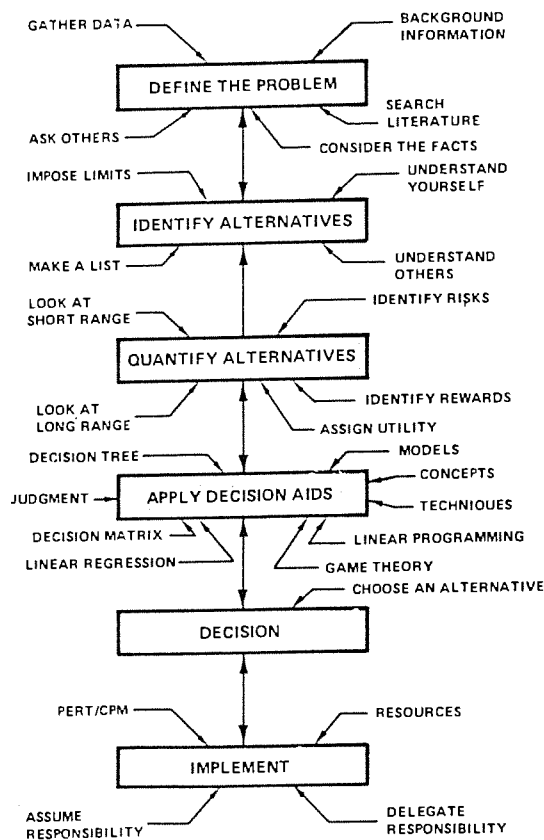 GATHER DATA
BACKGROUND
INFORMATION
DEFINE THE PROBLEM
SEARCH
LITERATURE
ASK OTHERS
CONSIDER THE FACTS
IMPOSE LIMITS
UNDERSTAND
YOURSELF
IDENTIFY ALTERNATIVES
MAKE A LIST
UNDERSTAND
OTHERS
LOOK AT
SHORT RANGE
IDENTIFY RISKS
QUANTIFY ALTERNATIVES
LOOK AT
LONG RANGE
IDENTIFY REWARDS
ASSIGN UTILITY
DECISION TREE
MODELS
CONCEPTS
JUDGMENT
APPLY DECISION AIDS
TECHNIQUES
DECISION MATRIX
LINEAR PROGRAMMING
LINEAR REGRESSION
GAME THEORY
CHOOSE AN ALTERNATIVE
DECISION
PERT/CPM
RESOURCES
IMPLEMENT
ASSUME
RESPONSIBILITY
DELEGATE
RESPONSIBILITY